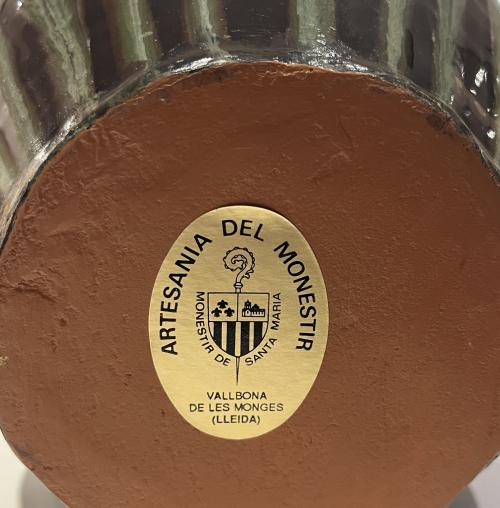 ARTESANIA DEL MONESTIR
MONESTIR DE SANTA MARIA
VALLBONA
DE LES MONGES
(LLEIDA)